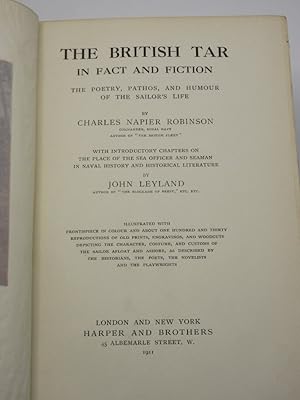 THE BRITISH TAR
IN FACT AND FICTION
THE POETRY, PATHOS, AND HUMOUR
OF THE SAILOR'S LIFE
BY
CHARLES NAPIER ROBINSON
COMMANDER, ROYAL NAVY
AUTHOR OF "THE BRITISH FLEET"
WITH INTRODUCTORY CHAPTERS ON
THE PLACE OF THE SEA OFFICER AND SEAMAN
IN NAVAL HISTORY AND HISTORICAL LITERATURE
BY
JOHN LEYLAND
AUTHOR OF "THE BLOCKADE OF BREST," ETC. ETC.
ILLUSTRATED WITH
FRONTISPIECE IN COLOUR AND ABOUT ONE HUNDRED AND THIRTY
REPRODUCTIONS OF OLD PRINTS, ENGRAVINGS, AND WOODCUTS
DEPICTING THE CHARACTER, COSTUME, AND CUSTOMS OF
THE SAILOR AFLOAT AND ASHORE, AS DESCRIBED BY
THE HISTORIANS, THE POETS, THE NOVELISTS
AND THE PLAYWRIGHTS
LONDON AND NEW YORK
HARPER AND BROTHERS
45 ALBEMARLE STREET, W.
1911